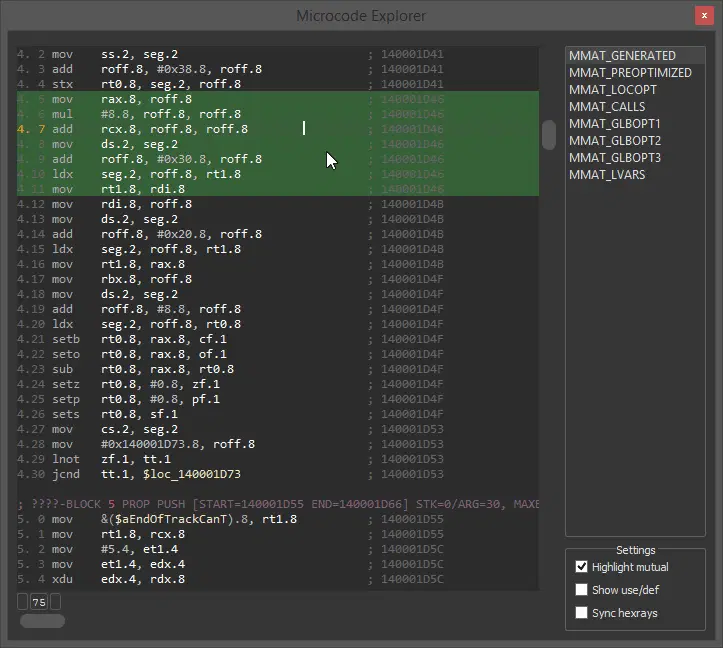 Microcode Explorer
x
4. 2 mov ss.2, seg.2 ; 140001D41
4. 3 add roff.8, #0x38.8, roff.8 ; 140001D41
4. 4 stx rt0.8, seg.2, roff.8 ; 140001D41
4. 5 mov rax.8, roff.8 ; 140001D46
4. 6 mul #8.8, roff.8, roff.8 ; 140001D46
4. 7 add rcx.8, roff.8, roff.8 ; 140001D46
4. 8 mov ds.2, seg.2 ; 140001D46
4. 9 add roff.8, #0x30.8, roff.8 ; 140001D46
4.10 ldx seg.2, roff.8, rt1.8 ; 140001D46
4.11 mov rt1.8, rdi.8 ; 140001D46
4.12 mov rdi.8, roff.8 ; 140001D4B
4.13 mov ds.2, seg.2 ; 140001D4B
4.14 add roff.8, #0x20.8, roff.8 ; 140001D4B
4.15 ldx seg.2, roff.8, rt1.8 ; 140001D4B
4.16 mov rt1.8, rax.8 ; 140001D4B
4.17 mov rbx.8, roff.8 ; 140001D4F
4.18 mov ds.2, seg.2 ; 140001D4F
4.19 add roff.8, #8.8, roff.8 ; 140001D4F
4.20 ldx seg.2, roff.8, rt0.8 ; 140001D4F
4.21 setb rt0.8, rax.8, cf.1 ; 140001D4F
4.22 seto rt0.8, rax.8, of.1 ; 140001D4F
4.23 sub rt0.8, rax.8, rt0.8 ; 140001D4F
4.24 setz rt0.8, #0.8, zf.1 ; 140001D4F
4.25 setp rt0.8, #0.8, pf.1 ; 140001D4F
4.26 sets rt0.8, sf.1 ; 140001D4F
4.27 mov cs.2, seg.2 ; 140001D53
4.28 mov #0x140001D73.8, roff.8 ; 140001D53
4.29 lnot zf.1, tt.1 ; 140001D53
4.30 jcnd tt.1, $loc_140001D73 ; 140001D53
; ????-BLOCK 5 PROP PUSH [START=140001D55 END=140001D66] STK=0/ARG=30, MAXB
5. 0 mov &($aEndOfTrackCanT).8, rt1.8 ; 140001D55
5. 1 mov rt1.8, rcx.8 ; 140001D55
5. 2 mov #5.4, et1.4 ; 140001D5C
5. 3 mov et1.4, edx.4 ; 140001D5C
5. 4 xdu edx.4, rdx.8 ; 140001D5C
75
MMAT_GENERATED
MMAT_PREOPTIMIZED
MMAT_LOCOPT
MMAT_CALLS
MMAT_GLBOPT1
MMAT_GLBOPT2
MMAT_GLBOPT3
MMAT_LVARS
Settings
Highlight mutual
Show use/def
Sync hexrays